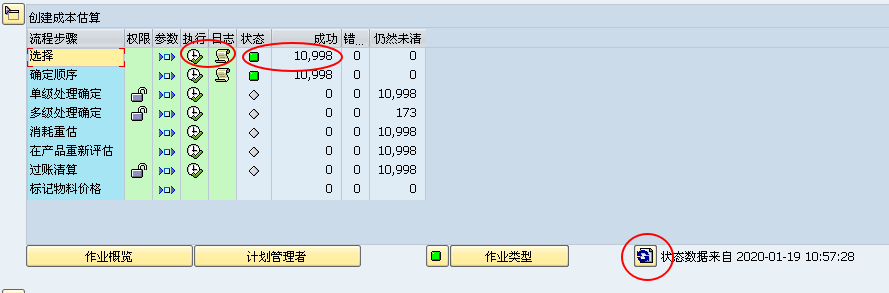 创建成本估算
流程步骤 权限 参数 执行 日志 状态 成功 错... 仍然未清
选择 10,998 0 0
确定顺序 10,998 0 0
单级处理确定 0 0 10,998
多级处理确定 0 0 173
消耗重估 0 0 10,998
在产品重新评估 0 0 10,998
过账清算 0 0 10,998
标记物料价格 0 0 0
作业概览 计划管理者 作业类型 状态数据来自 2020-01-19 10:57:28